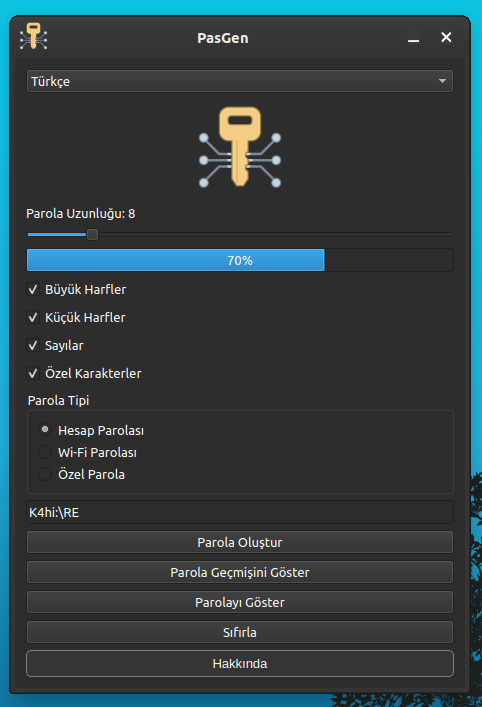 PasGen
Türkçe
Parola Uzunluğu: 8
70%
Büyük Harfler
Küçük Harfler
Sayılar
Özel Karakterler
Parola Tipi
Hesap Parolası
Wi-Fi Parolası
Özel Parola
K4hi:\RE
Parola Oluştur
Parola Geçmişini Göster
Parolayı Göster
Sıfırla
Hakkında